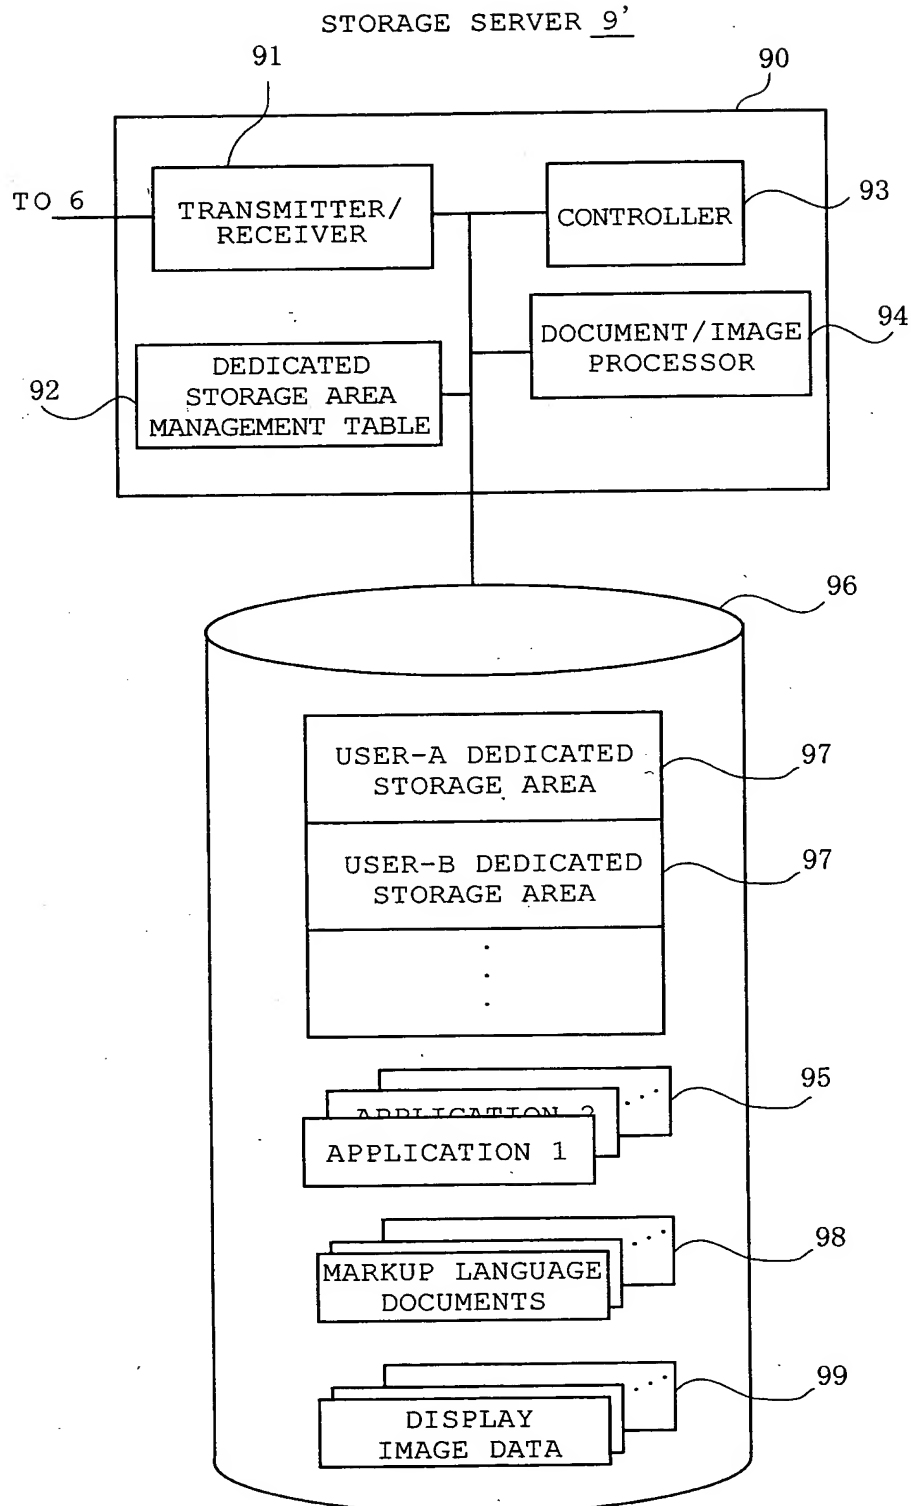 STORAGE SERVER 9'
91
90
TO 6
TRANSMITTER/
RECEIVER
CONTROLLER
93
DOCUMENT/IMAGE
PROCESSOR
94
92
DEDICATED
STORAGE AREA
MANAGEMENT TABLE
96
USER-A DEDICATED
STORAGE AREA
97
USER-B DEDICATED
STORAGE AREA
97
95
APPLICATION 2
APPLICATION 1
98
MARKUP LANGUAGE
DOCUMENTS
99
DISPLAY
IMAGE DATA